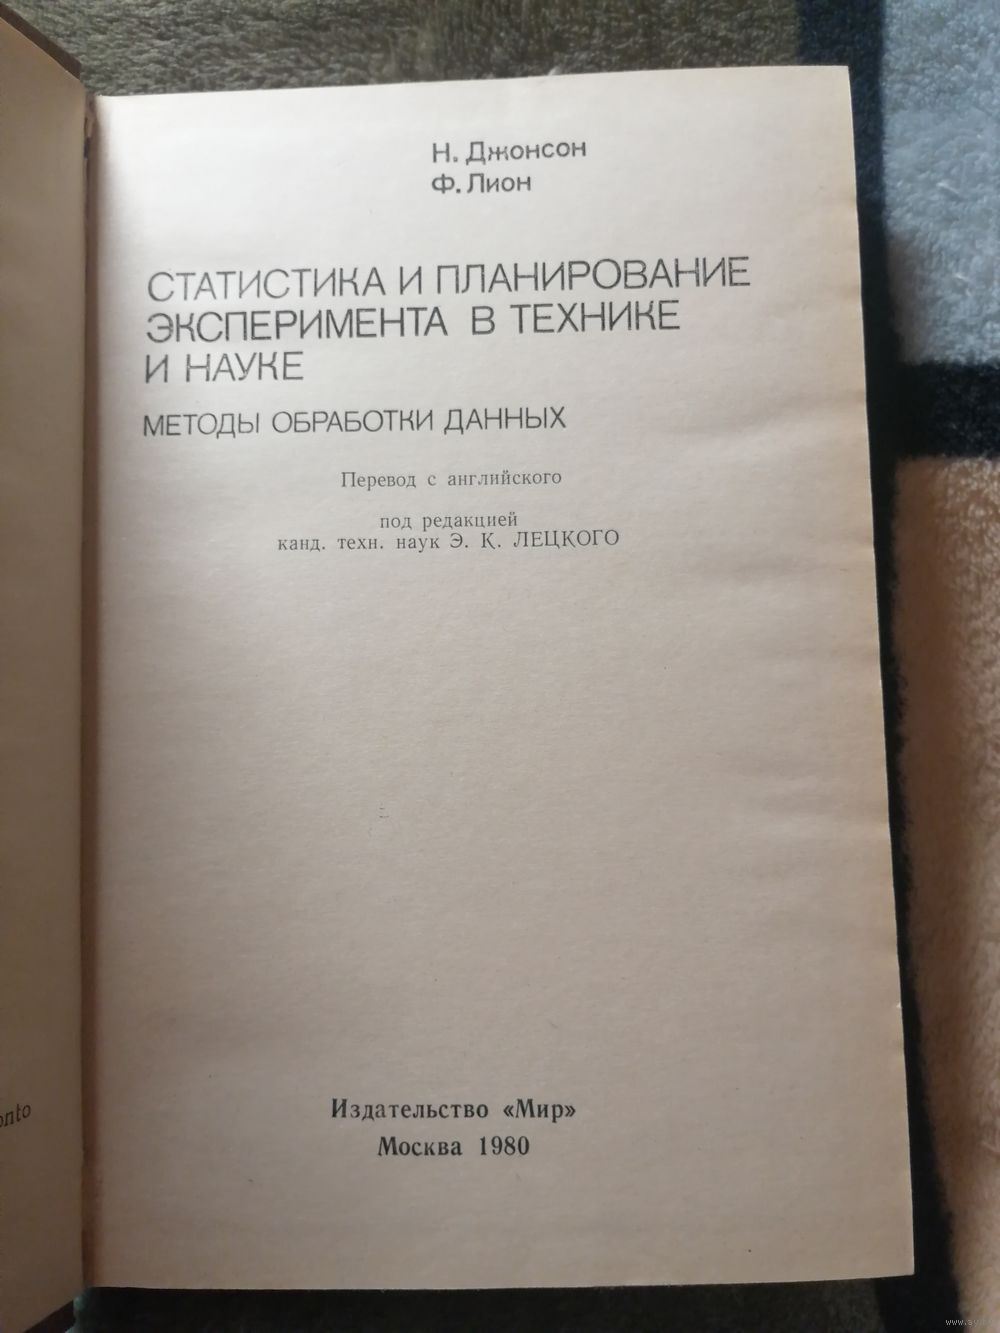 Н. Джонсон
Ф. Лион
СТАТИСТИКА И ПЛАНИРОВАНИЕ
ЭКСПЕРИМЕНТА В ТЕХНИКЕ
И НАУКЕ
МЕТОДЫ ОБРАБОТКИ ДАННЫХ
Перевод с английского
под редакцией
канд. техн. наук Э. К. ЛЕЦКОГО
Издательство «Мир»
Москва 1980